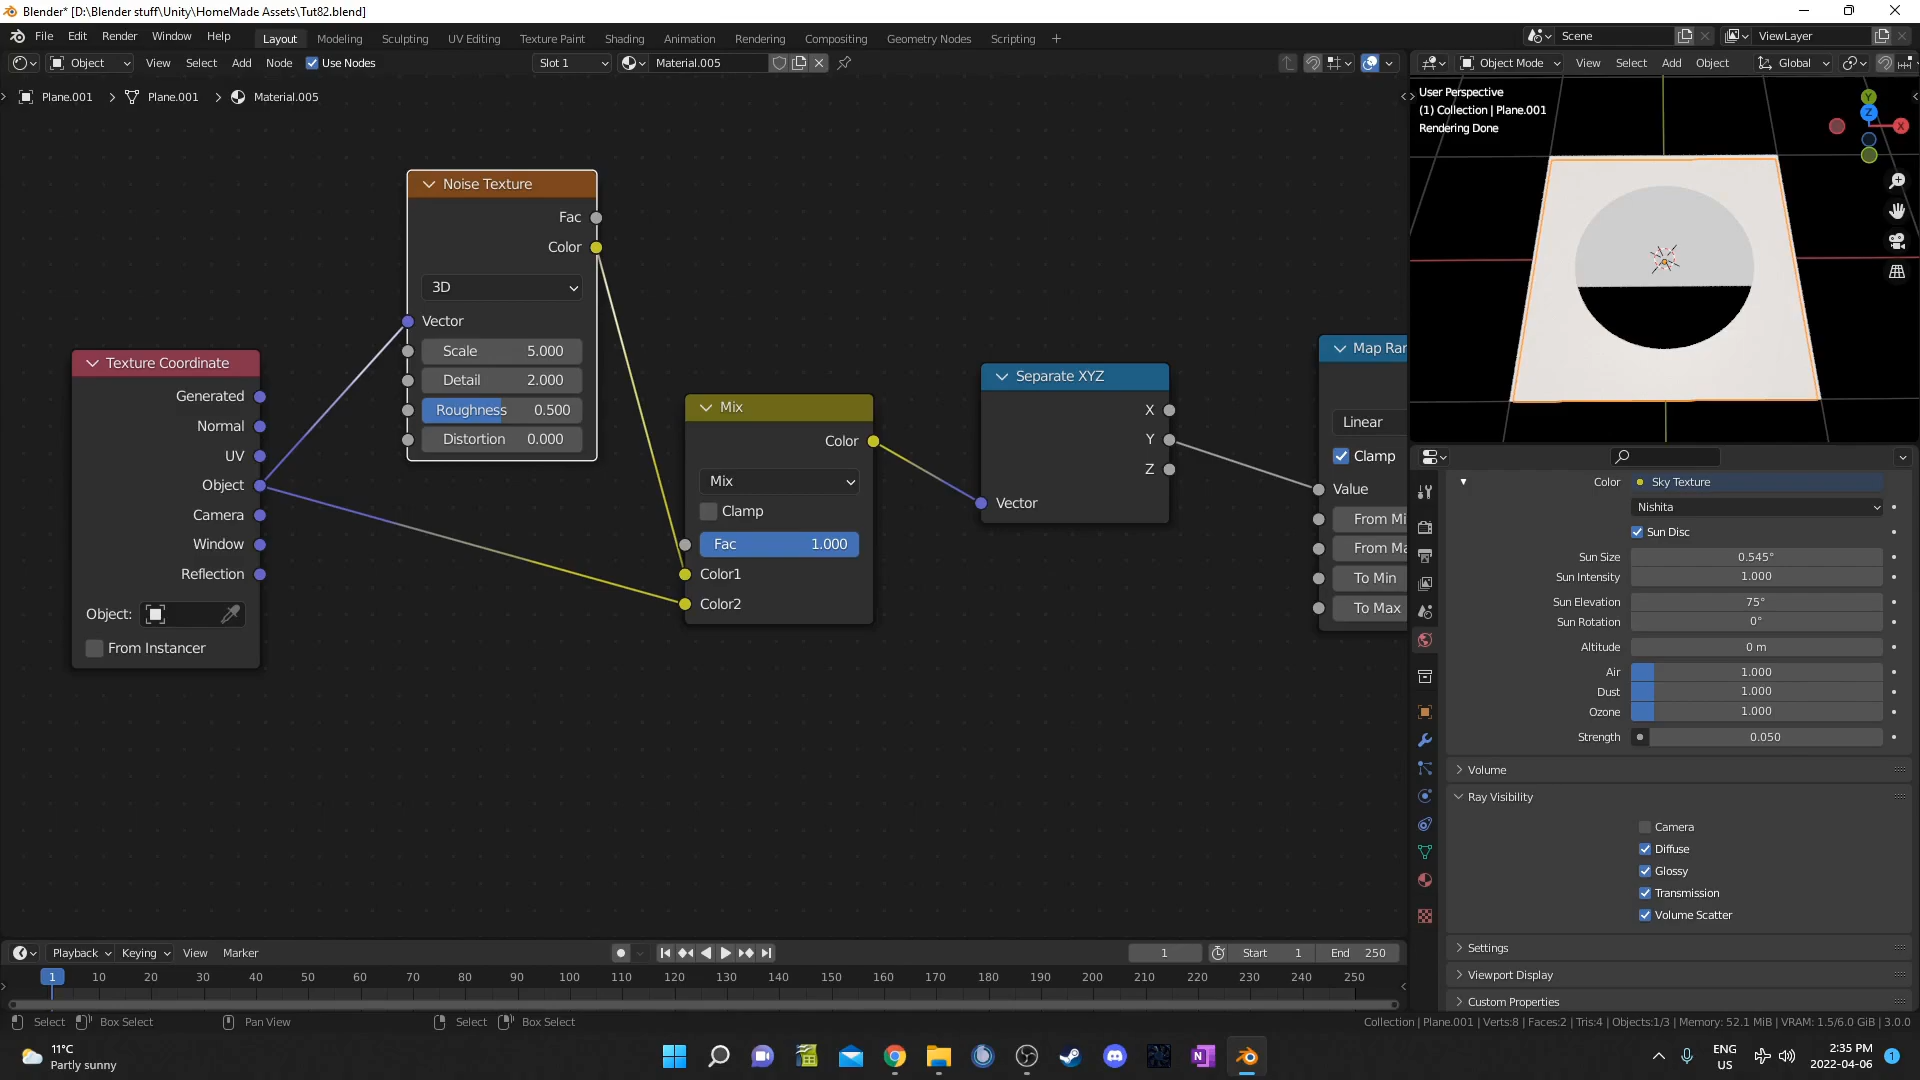 Blender* [D:\Blender stuff\Unity\HomeMade Assets\Tut82.blend]
File Edit Render Window Help Layout Modeling Sculpting UV Editing Texture Paint Shading Animation Rendering Compositing Geometry Nodes Scripting + Scene ViewLayer
Object View Select Add Node Use Nodes Slot 1 Material.005 Object Mode View Select Add Object Global
Plane.001 > Plane.001 > Material.005
User Perspective
(1) Collection | Plane.001
Rendering Done
Y
Z
X
Noise Texture
Fac
Color
3D
Vector
Scale 5.000
Detail 2.000
Roughness 0.500
Distortion 0.000
Texture Coordinate
Generated
Normal
UV
Object
Camera
Window
Reflection
Object:
From Instancer
Mix
Color
Mix
Clamp
Fac 1.000
Color1
Color2
Separate XYZ
X
Y
Z
Vector
Map Ran
Linear
Clamp
Value
From Mi
From Ma
To Min
To Max
Color Sky Texture
Nishita
Sun Disc
Sun Size 0.545°
Sun Intensity 1.000
Sun Elevation 75°
Sun Rotation 0°
Altitude 0 m
Air 1.000
Dust 1.000
Ozone 1.000
Strength 0.050
Volume
Ray Visibility
Camera
Diffuse
Glossy
Transmission
Volume Scatter
Settings
Viewport Display
Custom Properties
Playback Keying View Marker 1 Start 1 End 250
1 10 20 30 40 50 60 70 80 90 100 110 120 130 140 150 160 170 180 190 200 210 220 230 240 250
Select Box Select Pan View Select Box Select Collection | Plane.001 | Verts:8 | Faces:2 | Tris:4 | Objects:1/3 | Memory: 52.1 MiB | VRAM: 1.5/6.0 GiB | 3.0.0
11°C
Partly sunny
ENG
US
2:35 PM
2022-04-06
1